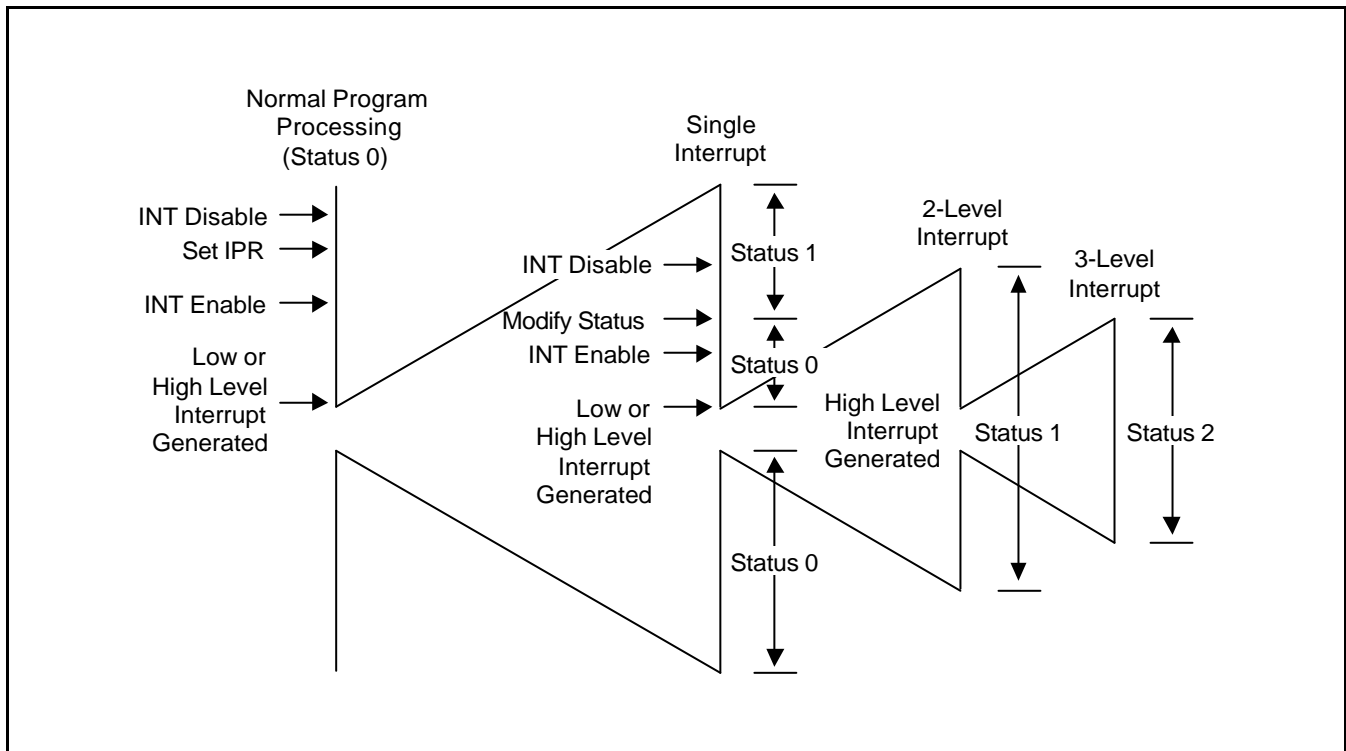 Normal Program
Processing
(Status 0)
INT Disable
Set IPR
INT Enable
Low or
High Level
Interrupt
Generated
Single
Interrupt
INT Disable
Modify Status
INT Enable
Low or
High Level
Interrupt
Generated
Status 1
Status 0
Status 0
2-Level
Interrupt
High Level
Interrupt
Generated
Status 1
3-Level
Interrupt
Status 2